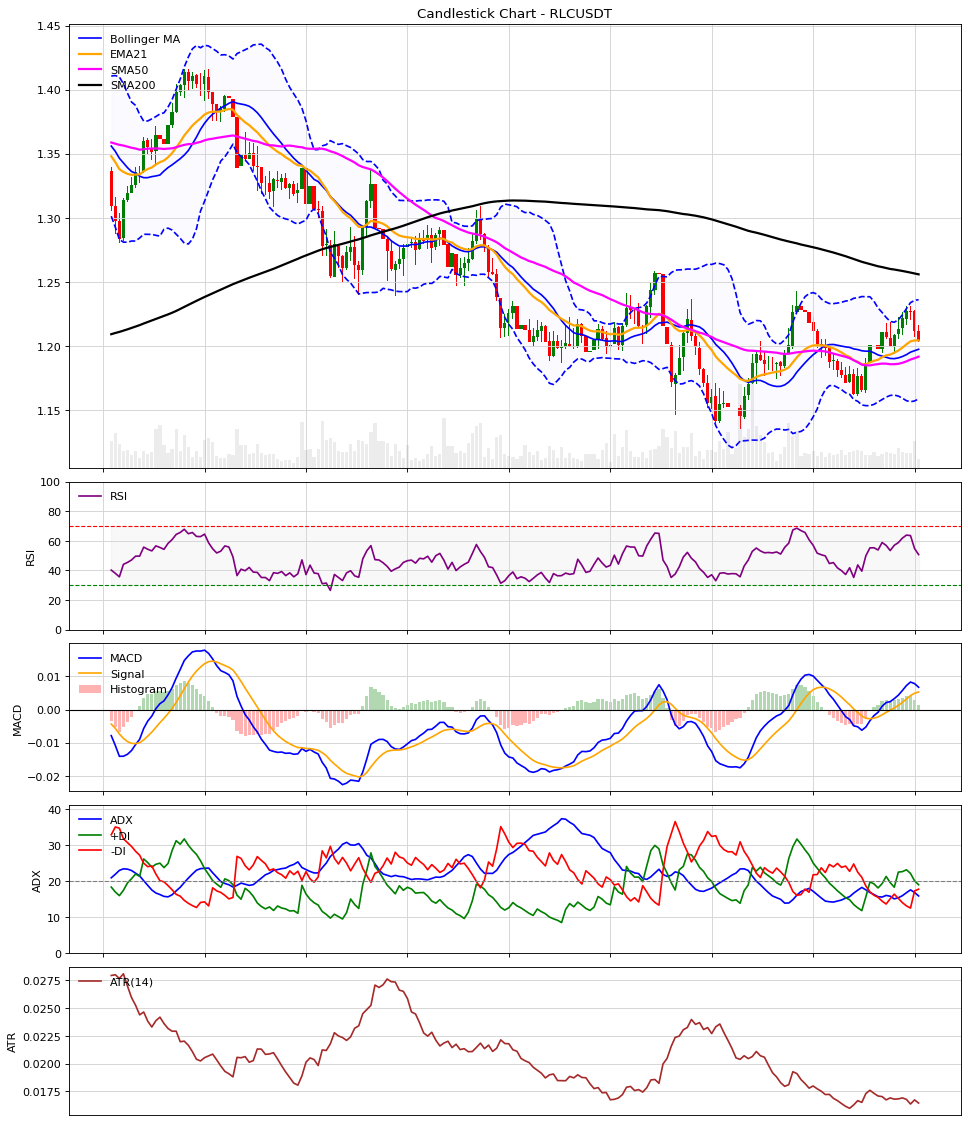 Candlestick Chart - RLCUSDT
1.45
1.40
1.35
1.30
1.25
1.20
1.15
Bollinger MA
EMA21
SMA50
SMA200
RSI
100
80
60
40
20
0
RSI
MACD
0.01
0.00
−0.01
−0.02
MACD
Signal
Histogram
ADX
40
30
20
10
0
ADX
+DI
-DI
ATR
0.0275
0.0250
0.0225
0.0200
0.0175
ATR(14)